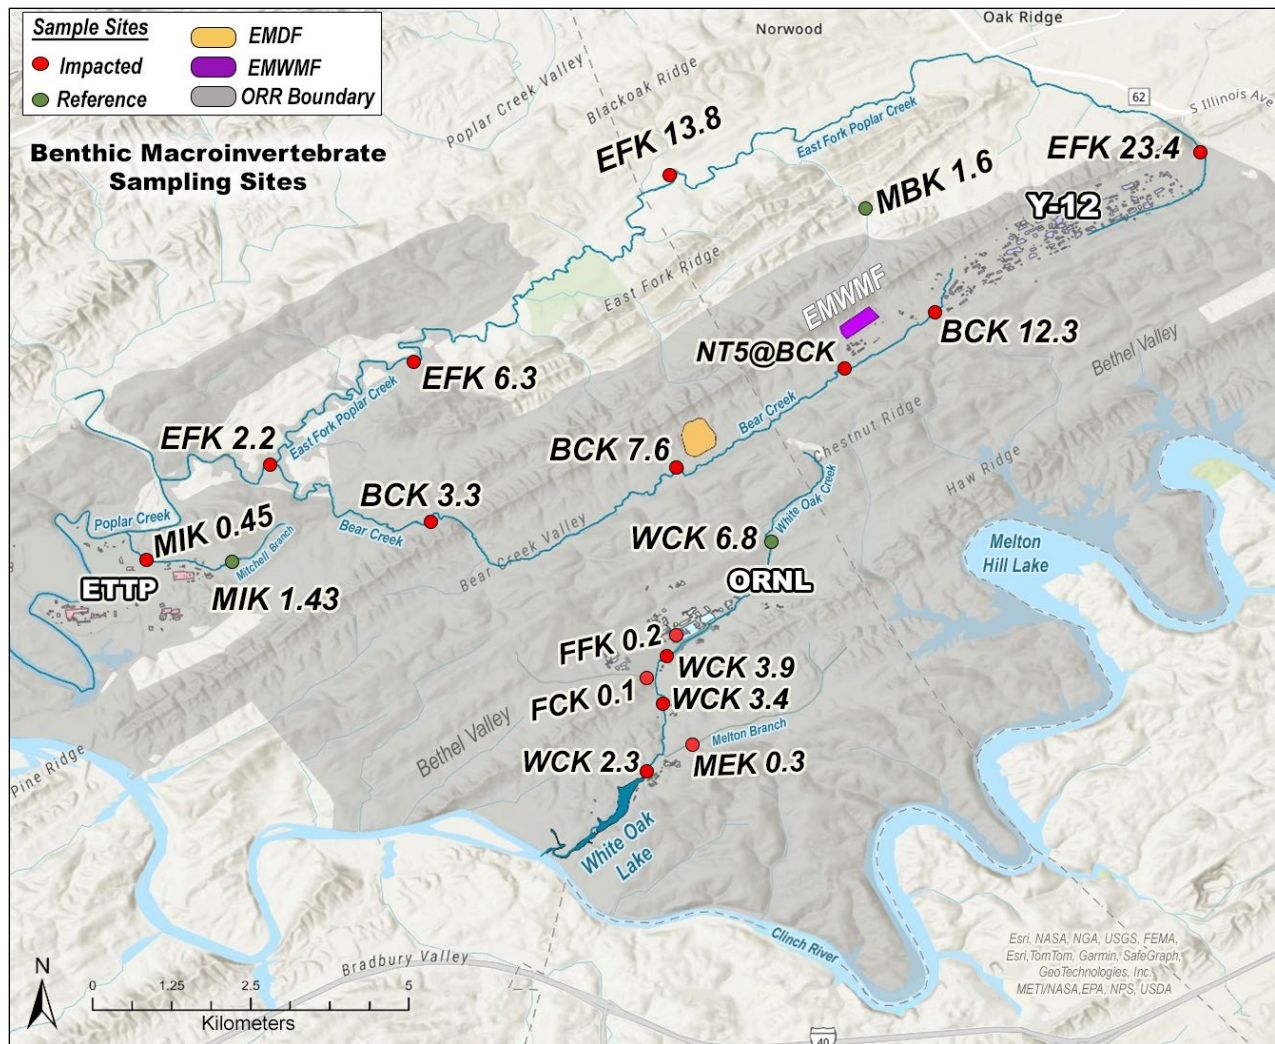 Sample Sites
Impacted
Reference
EMDF
EMWMF
ORR Boundary
Benthic Macroinvertebrate
Sampling Sites
Norwood
Oak Ridge
62
S Illinois Ave
Poplar Creek Valley
Blackoak Ridge
EFK 13.8
East Fork Poplar Creek
EFK 23.4
MBK 1.6
Y-12
East Fork Ridge
EMWMF
BCK 12.3
NT5@BCK
Bethel Valley
EFK 6.3
East Fork Poplar Creek
Bear Creek
Chestnut Ridge
EFK 2.2
BCK 7.6
Haw Ridge
BCK 3.3
Poplar Creek
MIK 0.45
Bear Creek
White Oak Creek
Mitchell Branch
Bear Creek Valley
WCK 6.8
Melton
Hill Lake
ETTP
MIK 1.43
ORNL
FFK 0.2
WCK 3.9
FCK 0.1
WCK 3.4
Bethel Valley
Melton Branch
WCK 2.3
MEK 0.3
Pine Ridge
White Oak
Lake
Clinch River
Bradbury Valley
Esri, NASA, NGA, USGS, FEMA,
Esri, TomTom, Garmin, SafeGraph,
GeoTechnologies, Inc,
METI/NASA,EPA, NPS, USDA
N
0 1.25 2.5 5
Kilometers
40